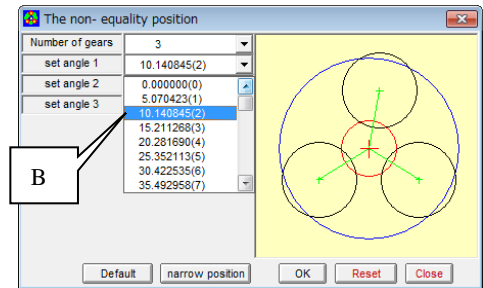 The non- equality position
Number of gears 3
set angle 1 10.140845(2)
set angle 2 0.000000(0)
5.070423(1)
set angle 3 10.140845(2)
15.211268(3)
20.281690(4)
25.352113(5)
30.422535(6)
35.492958(7)
B
Default narrow position OK Reset Close